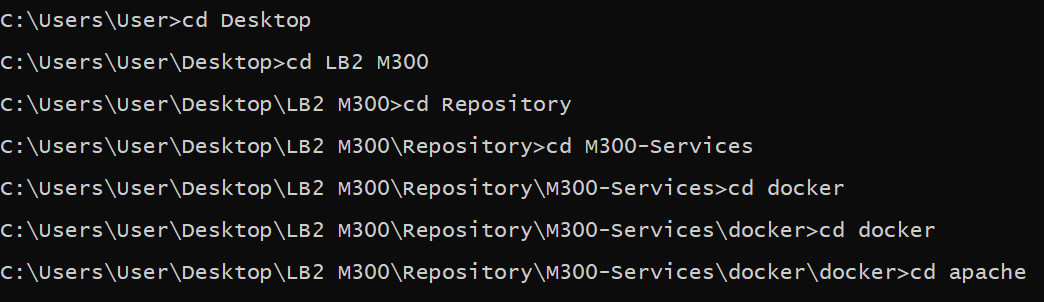 C:\Users\User>cd Desktop
C:\Users\User\Desktop>cd LB2 M300
C:\Users\User\Desktop\LB2 M300>cd Repository
C:\Users\User\Desktop\LB2 M300\Repository>cd M300-Services
C:\Users\User\Desktop\LB2 M300\Repository\M300-Services>cd docker
C:\Users\User\Desktop\LB2 M300\Repository\M300-Services\docker>cd docker
C:\Users\User\Desktop\LB2 M300\Repository\M300-Services\docker\docker>cd apache